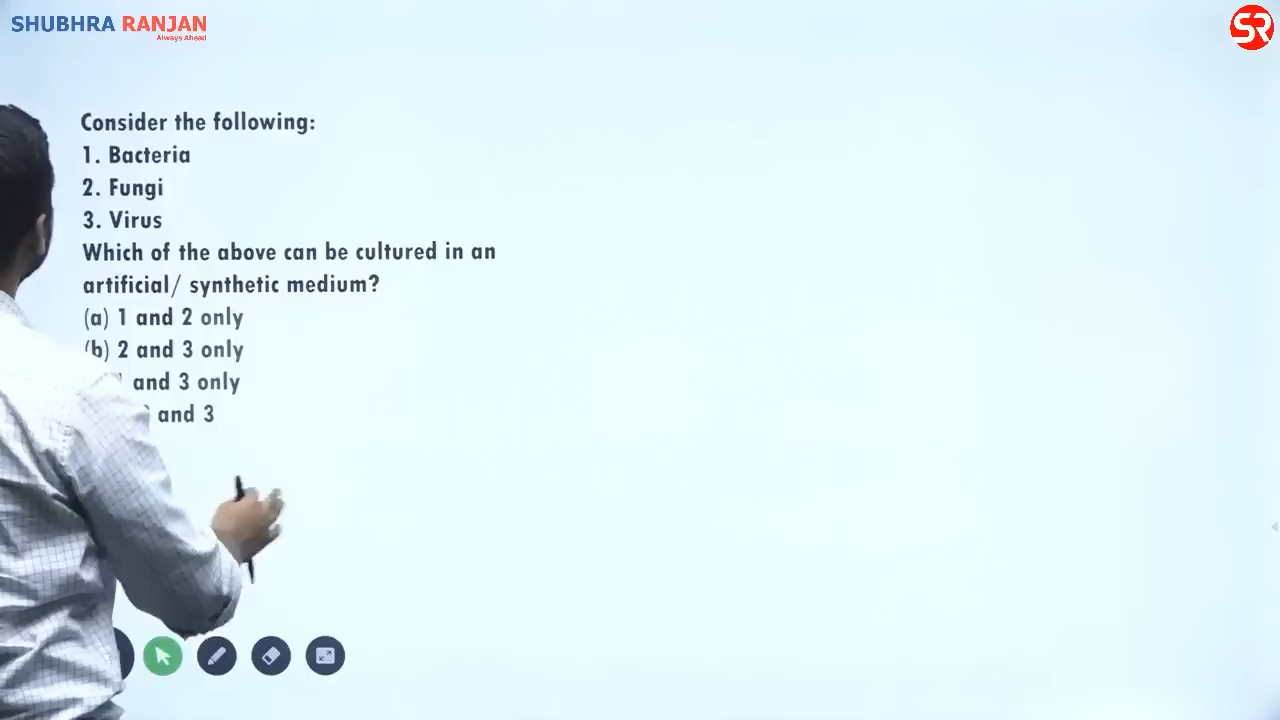 SHUBHRA RANJAN
Always Ahead
SR
Consider the following:
1. Bacteria
2. Fungi
3. Virus
Which of the above can be cultured in an
artificial/ synthetic medium?
(a) 1 and 2 only
(b) 2 and 3 only
and 3 only
and 3